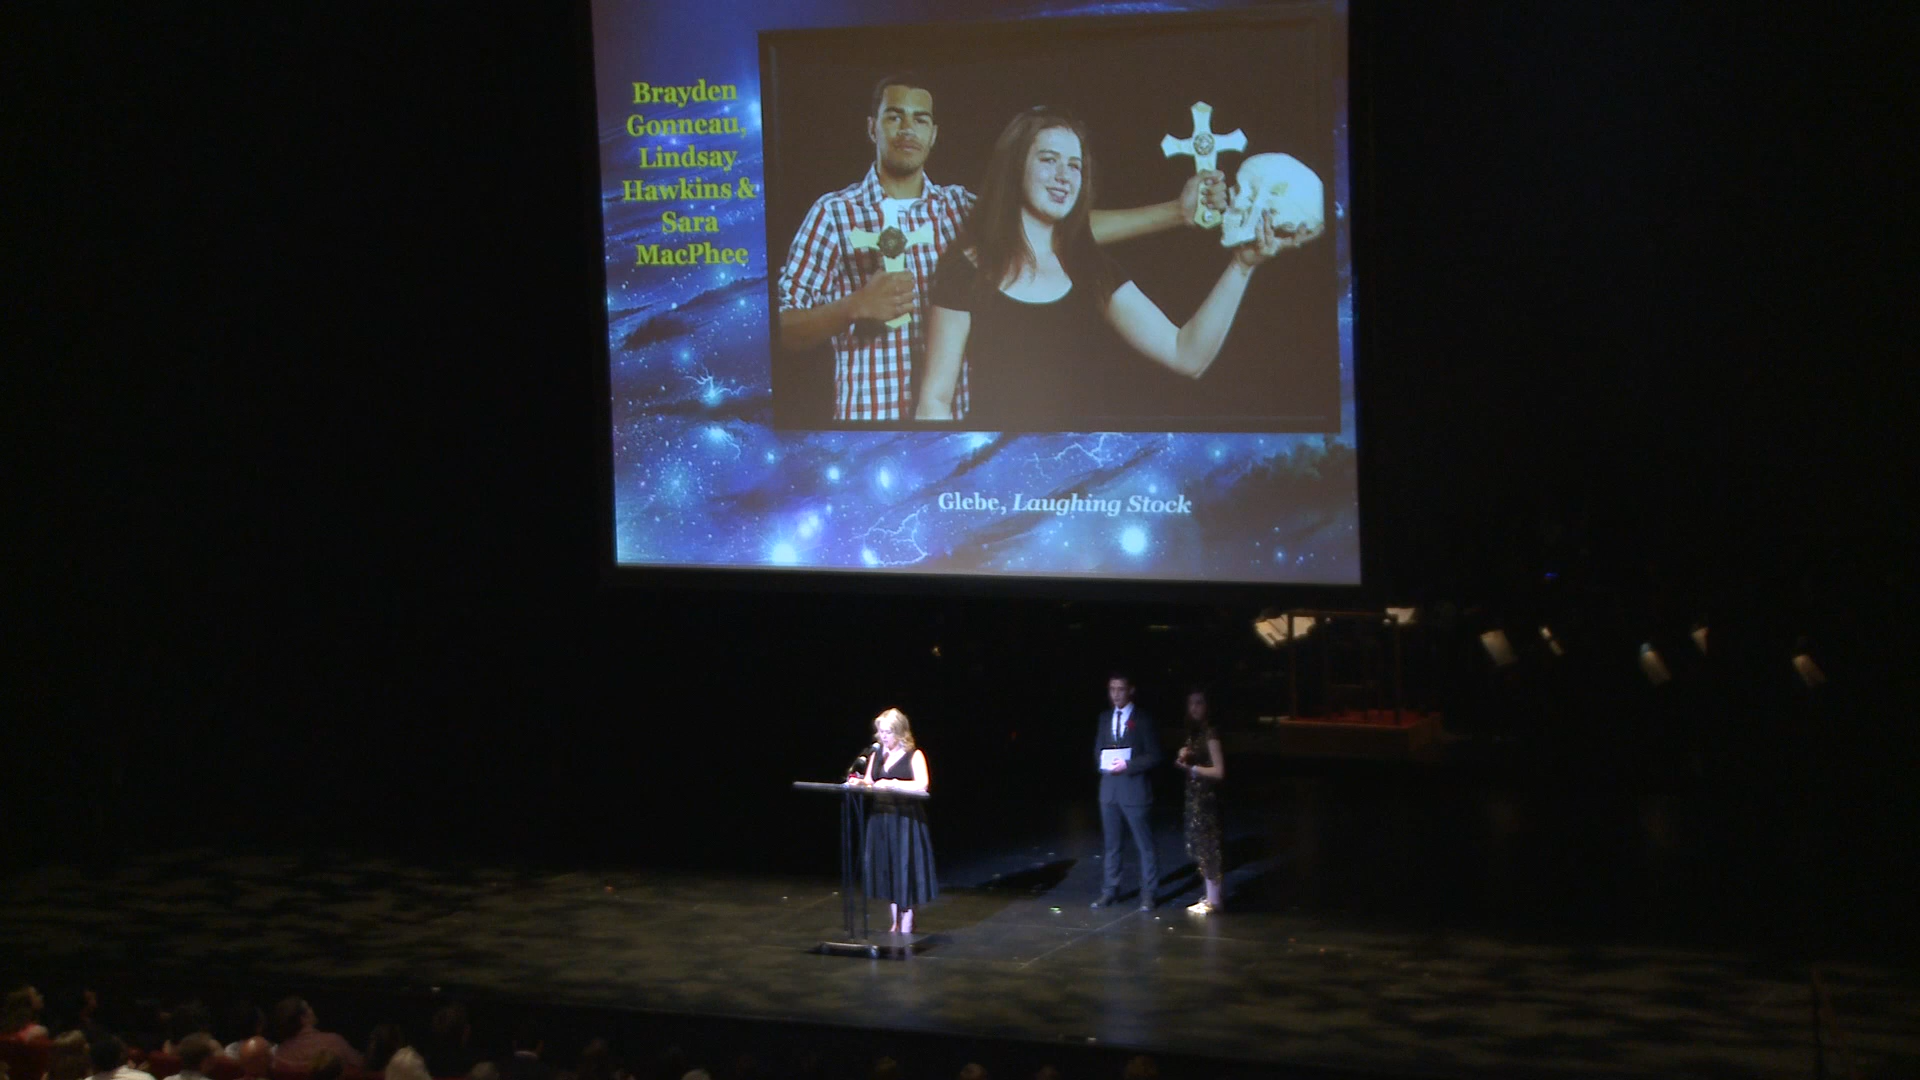 Brayden
Gonneau,
Lindsay
Hawkins &
Sara
MacPhee
Glebe, Laughing Stock